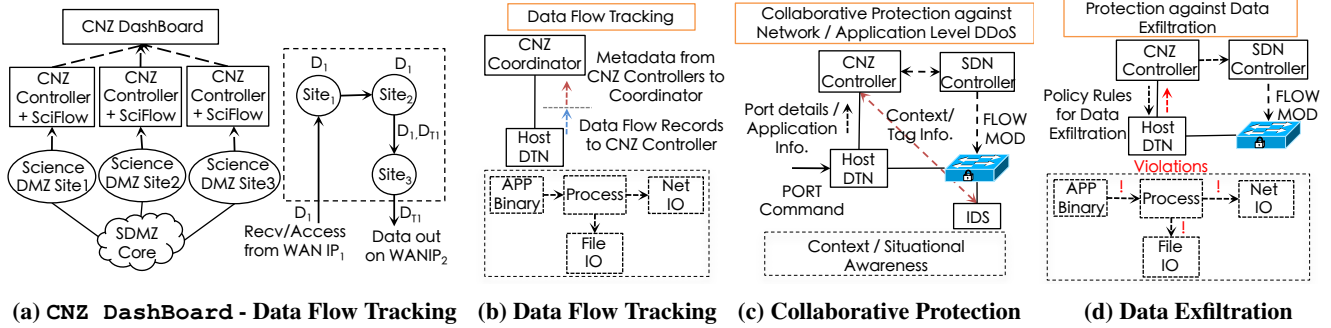 CNZ DashBoard
CNZ
Controller
+ SciFlow
CNZ
Controller
+ SciFlow
CNZ
Controller
+ SciFlow
Science
DMZ Site1
Science
DMZ Site2
Science
DMZ Site3
SDMZ
Core
D1
D1
Site1
Site2
D1,DT1
Site3
D1
DT1
Recv/Access
from WAN IP1
Data out
on WANIP2
(a) CNZ DashBoard - Data Flow Tracking
Data Flow Tracking
CNZ
Coordinator
Metadata from
CNZ Controllers to
Coordinator
Data Flow Records
to CNZ Controller
Host
DTN
APP
Binary
Process
Net
IO
File
IO
(b) Data Flow Tracking
Collaborative Protection against
Network / Application Level DDoS
CNZ
Controller
SDN
Controller
Port details /
Application
Info.
Context/
Tag Info.
FLOW
MOD
Host
DTN
PORT
Command
IDS
Context / Situational
Awareness
(c) Collaborative Protection
Protection against Data
Exfiltration
CNZ
Controller
SDN
Controller
Policy Rules
for Data
Exfiltration
FLOW
MOD
Host
DTN
Violations
APP
Binary
!
Process
!
Net
IO
!
File
IO
(d) Data Exfiltration